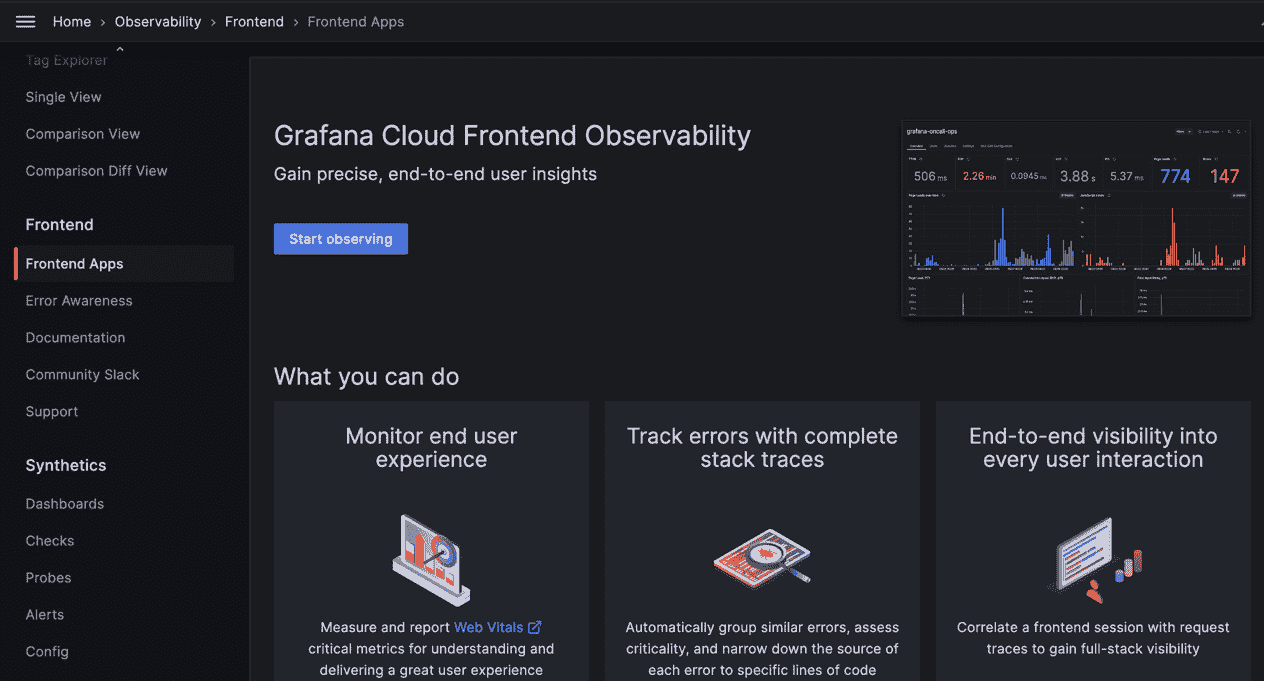 Home › Observability › Frontend › Frontend Apps
Tag Explorer
Single View
Comparison View
Comparison Diff View
Frontend
Frontend Apps
Error Awareness
Documentation
Community Slack
Support
Synthetics
Dashboards
Checks
Probes
Alerts
Config
Grafana Cloud Frontend Observability
Gain precise, end-to-end user insights
Start observing
grafana-oncall-ops
506 ms
2.26 min
0.0945 ms
3.88 s
5.37 ms
774
147
What you can do
Monitor end user
experience
Measure and report Web Vitals
critical metrics for understanding and
delivering a great user experience
Track errors with complete
stack traces
Automatically group similar errors, assess
criticality, and narrow down the source of
each error to specific lines of code
End-to-end visibility into
every user interaction
Correlate a frontend session with request
traces to gain full-stack visibility